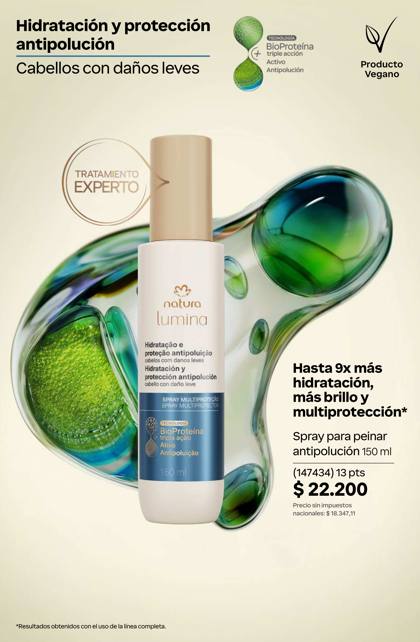 Hidratación y protección
antipolución
Cabellos con daños leves
TECNOLOGÍA
BioProteína
triple acción
+
Activo
Antipolución
Producto
Vegano
TRATAMIENTO
EXPERTO
natura
lumina
Hidratação e
proteção antipoluição
cabelos com danos leves
Hidratación y
protección antipolución
cabello con daño leve
SPRAY MULTIPROTEÇÃO
SPRAY MULTIPROTECCIÓN
TECNOLOGIA
BioProteína
tripla ação
Ativo
Antipoluição
150 ml
Hasta 9x más
hidratación,
más brillo y
multiprotección*
Spray para peinar
antipolución 150 ml
(147434) 13 pts
$ 22.200
Precio sin impuestos
nacionales: $ 18.347,11
*Resultados obtenidos con el uso de la línea completa.